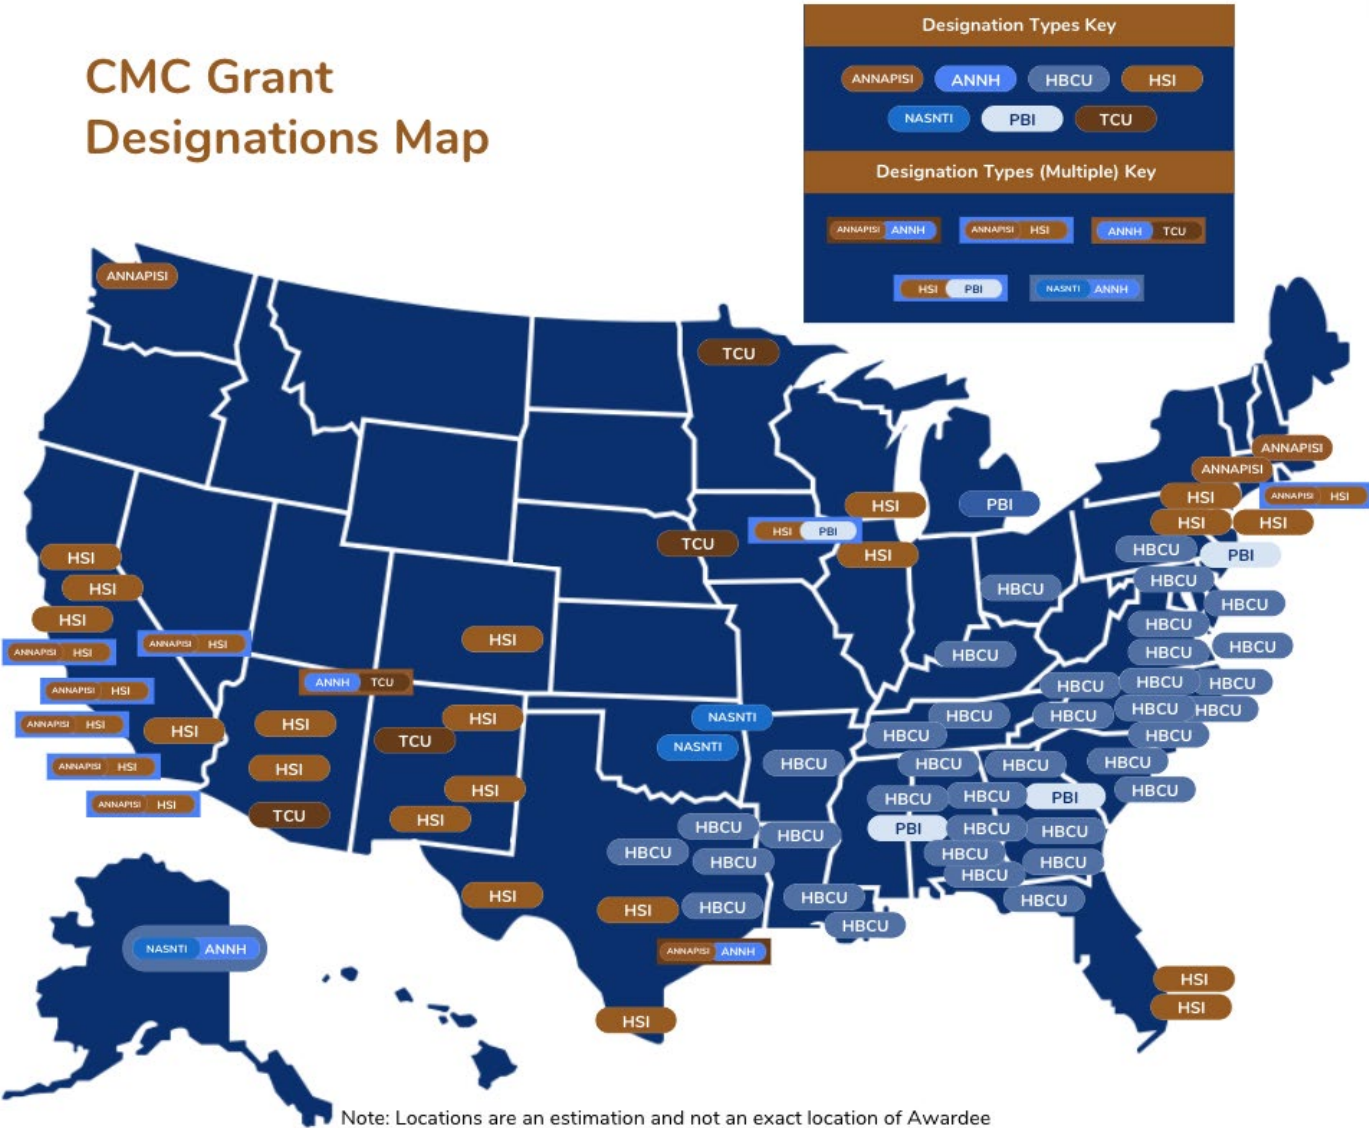 CMC Grant
Designations Map
Designation Types Key
ANNAPISI ANNH HBCU HSI
NASNTI PBI TCU
Designation Types (Multiple) Key
ANNAPISI ANNH ANNAPISI HSI ANNH TCU
HSI PBI NASNTI ANNH
ANNAPISI
TCU
ANNAPISI
ANNAPISI
HSI ANNAPISI HSI
HSI PBI
HSI PBI HSI HSI
TCU HSI HBCU PBI
HSI
HSI HBCU HBCU
HBCU
HSI HBCU
ANNAPISI HSI ANNAPISI HSI HSI HBCU HBCU HBCU
ANNAPISI HSI ANNH TCU HBCU HBCU HBCU
ANNAPISI HSI HSI HSI HSI NASNTI HBCU HBCU HBCU HBCU
TCU NASNTI HBCU HBCU
ANNAPISI HSI HSI HBCU HBCU HBCU HBCU
ANNAPISI HSI HSI HBCU HBCU PBI HBCU
TCU HSI HBCU HBCU PBI HBCU HBCU
HBCU HBCU HBCU HBCU
HBCU
HSI HSI HBCU HBCU HBCU
HBCU
NASNTI ANNH ANNAPISI ANNH
HSI
HSI
HSI
Note: Locations are an estimation and not an exact location of Awardee